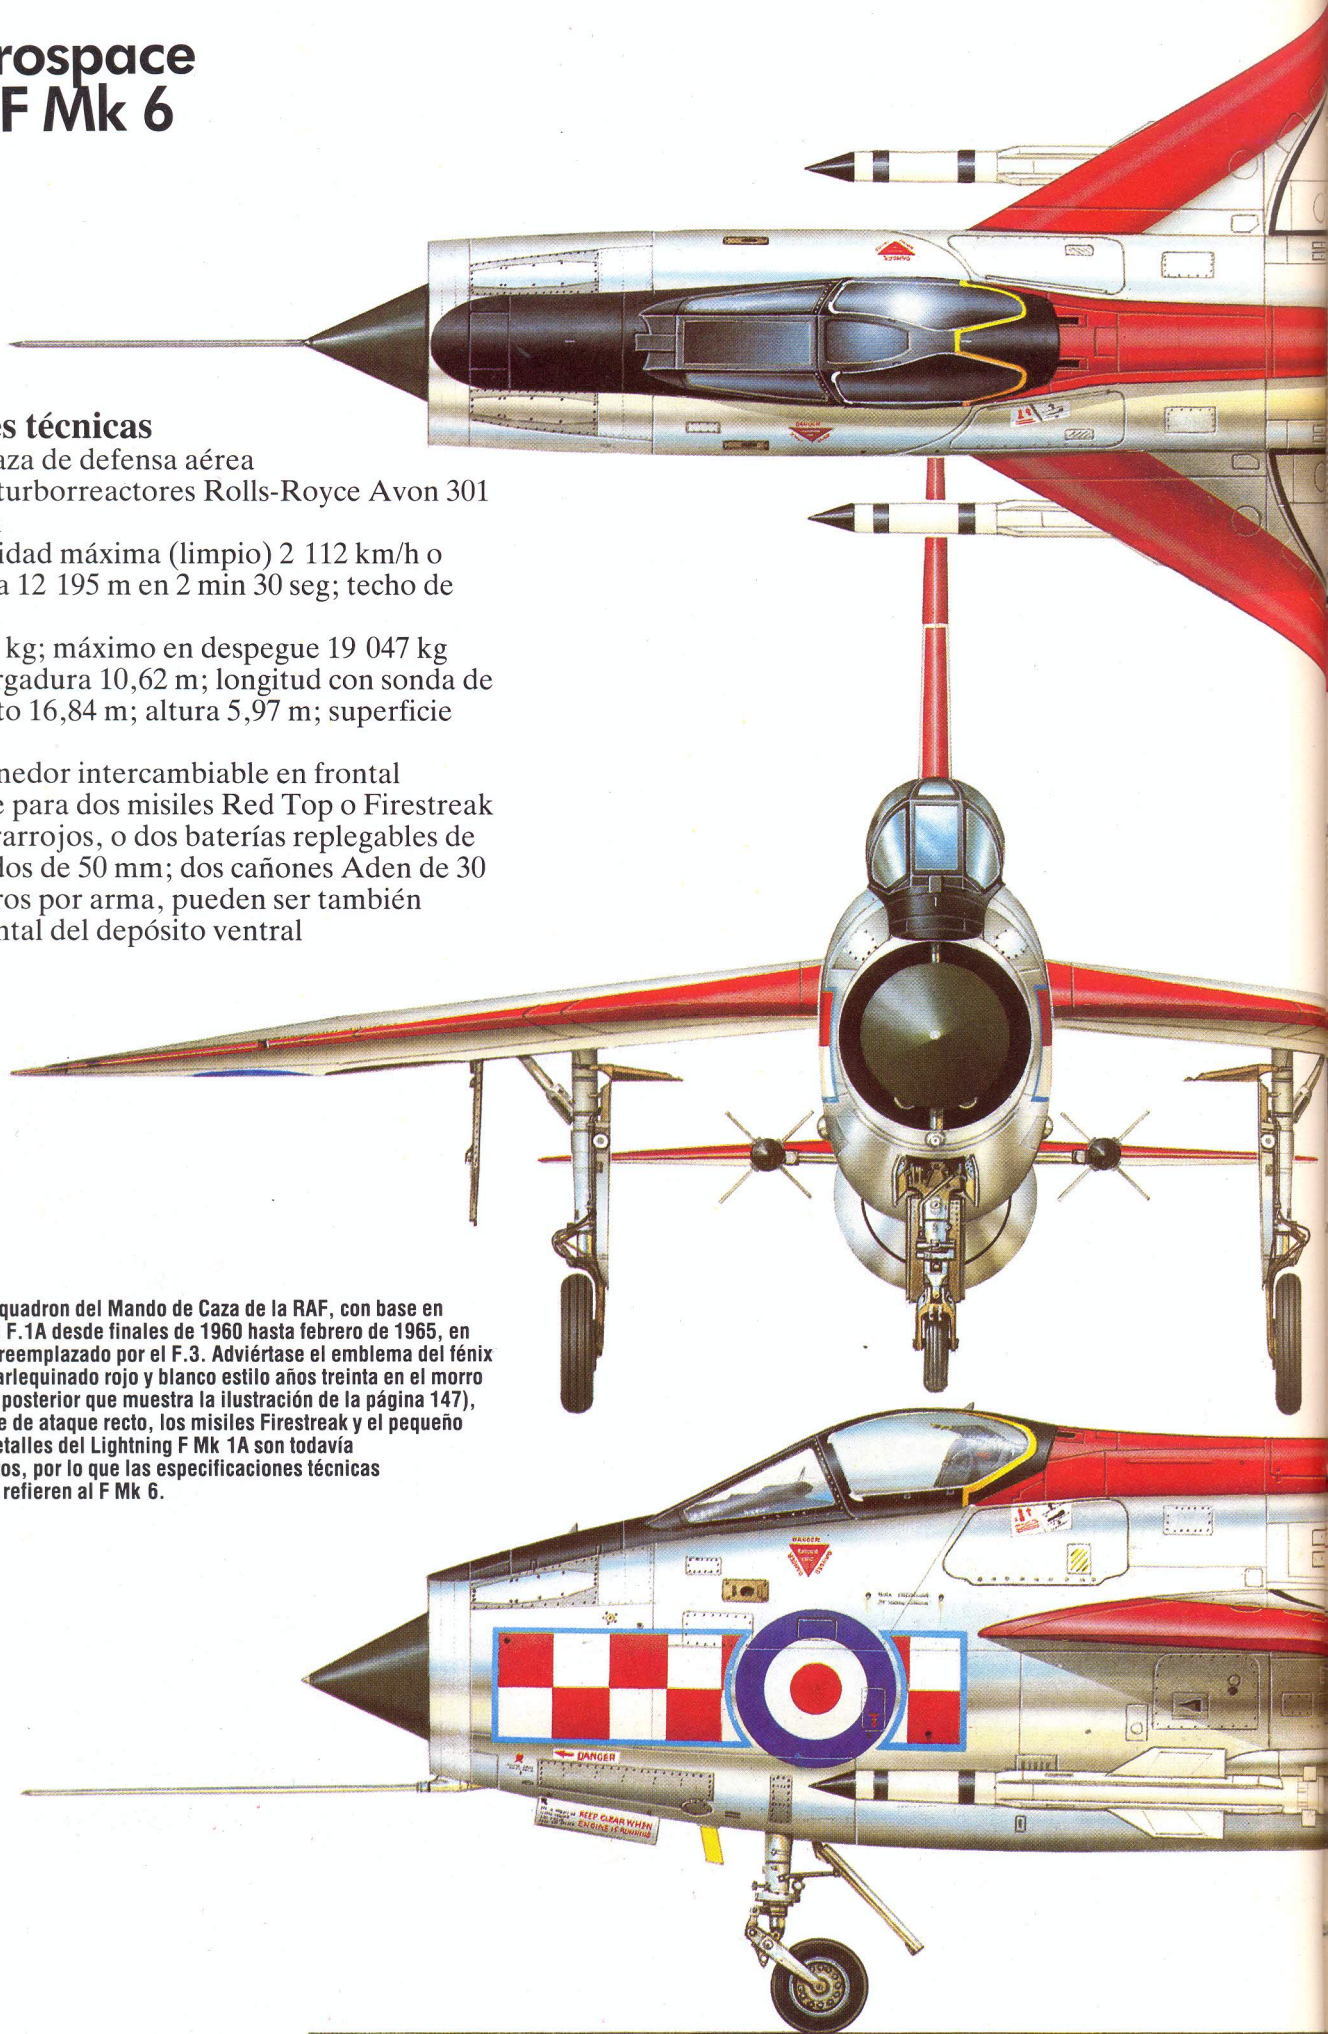 rospace
F Mk 6
es técnicas
aza de defensa aérea
turborreactores Rolls-Royce Avon 301
idad máxima (limpio) 2 112 km/h o
a 12 195 m en 2 min 30 seg; techo de
kg; máximo en despegue 19 047 kg
rgadura 10,62 m; longitud con sonda de
to 16,84 m; altura 5,97 m; superficie
nedor intercambiable en frontal
e para dos misiles Red Top o Firestreak
rarrojos, o dos baterías replegables de
dos de 50 mm; dos cañones Aden de 30
ros por arma, pueden ser también
ntal del depósito ventral
quadron del Mando de Caza de la RAF, con base en
F.1A desde finales de 1960 hasta febrero de 1965, en
reemplazado por el F.3. Adviértase el emblema del fénix
arlequinado rojo y blanco estilo años treinta en el morro
posterior que muestra la ilustración de la página 147),
e de ataque recto, los misiles Firestreak y el pequeño
etalles del Lightning F Mk 1A son todavía
os, por lo que las especificaciones técnicas
refieren al F Mk 6.
DANGER
DANGER
DANGER
KEEP CLEAR WHEN
ENGINE IS RUNNING